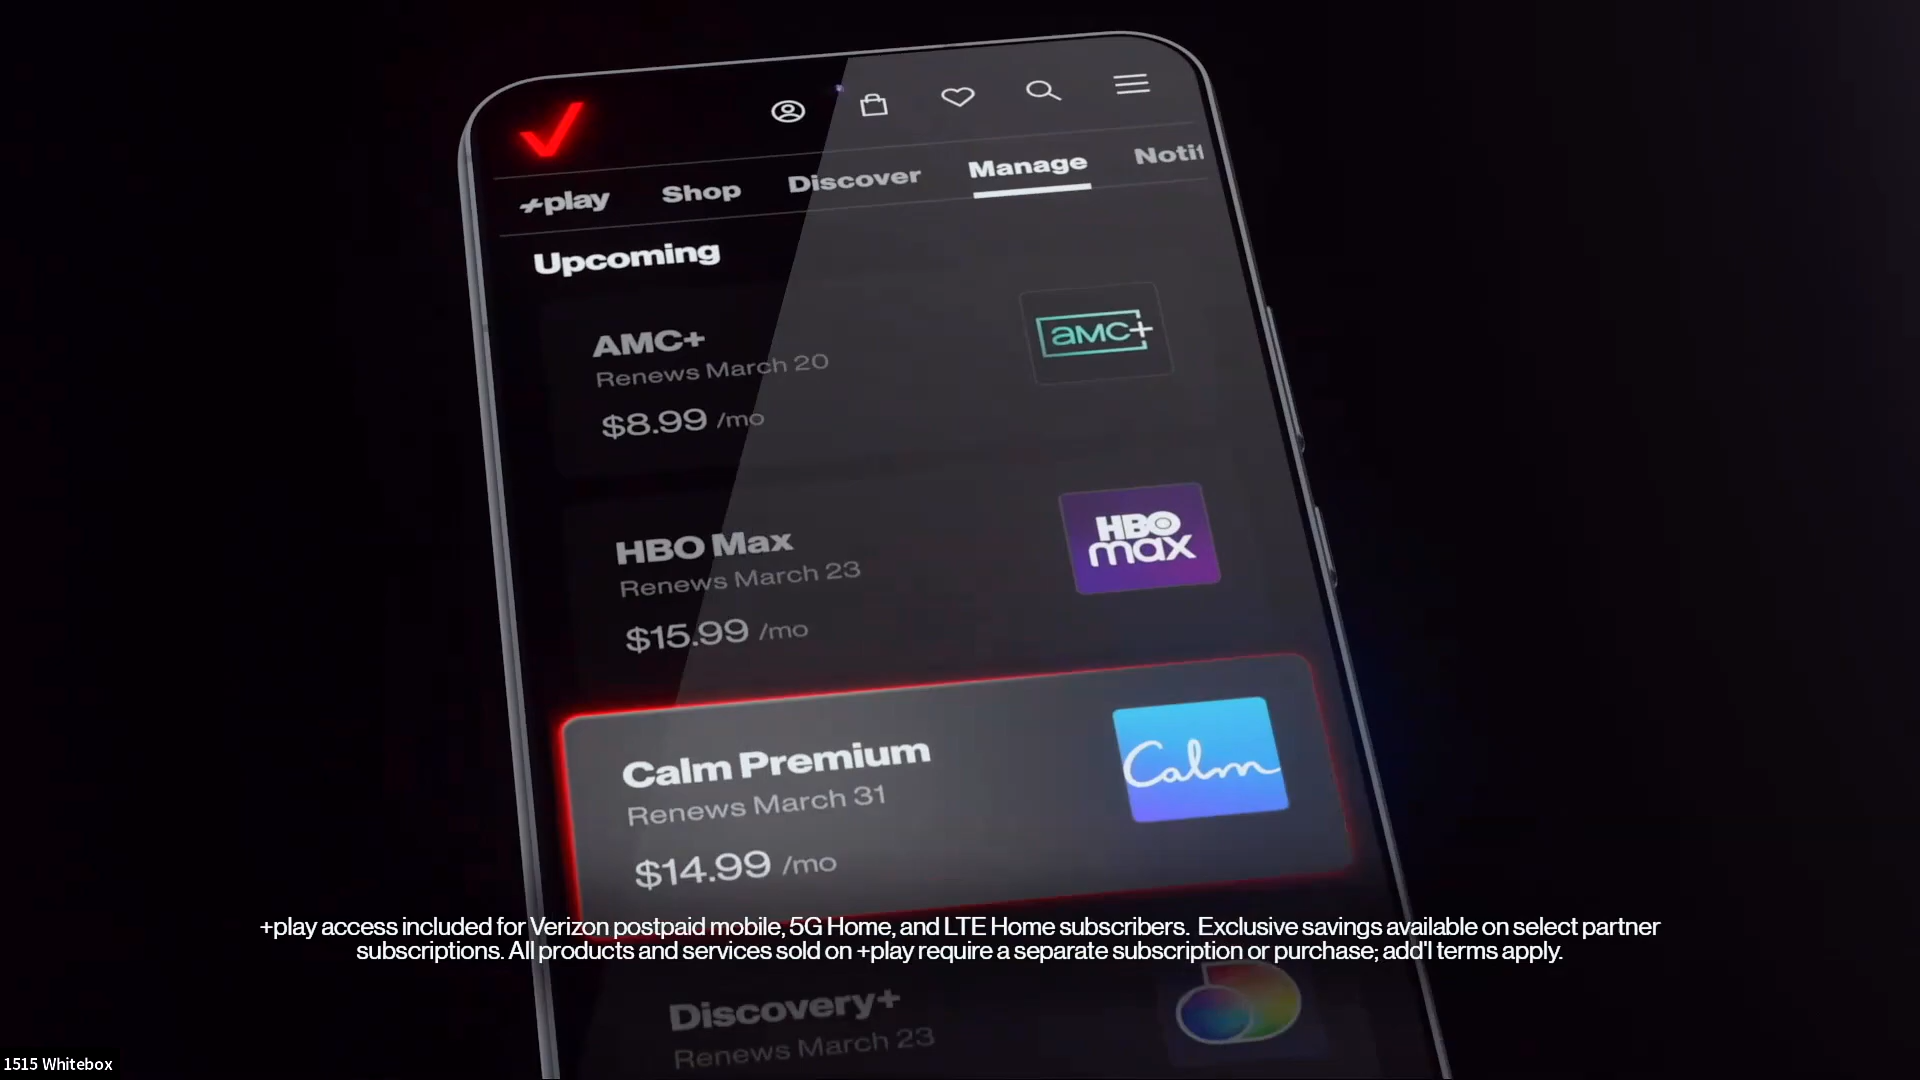 +play Shop Discover Manage Notif
Upcoming
AMC+
Renews March 20
$8.99 /mo
aMC+
HBO Max
Renews March 23
$15.99 /mo
HBO
max
Calm Premium
Renews March 31
$14.99 /mo
Calm
+play access included for Verizon postpaid mobile, 5G Home, and LTE Home subscribers. Exclusive savings available on select partner
subscriptions. All products and services sold on +play require a separate subscription or purchase; add'l terms apply.
Discovery+
Renews March 23
1515 Whitebox